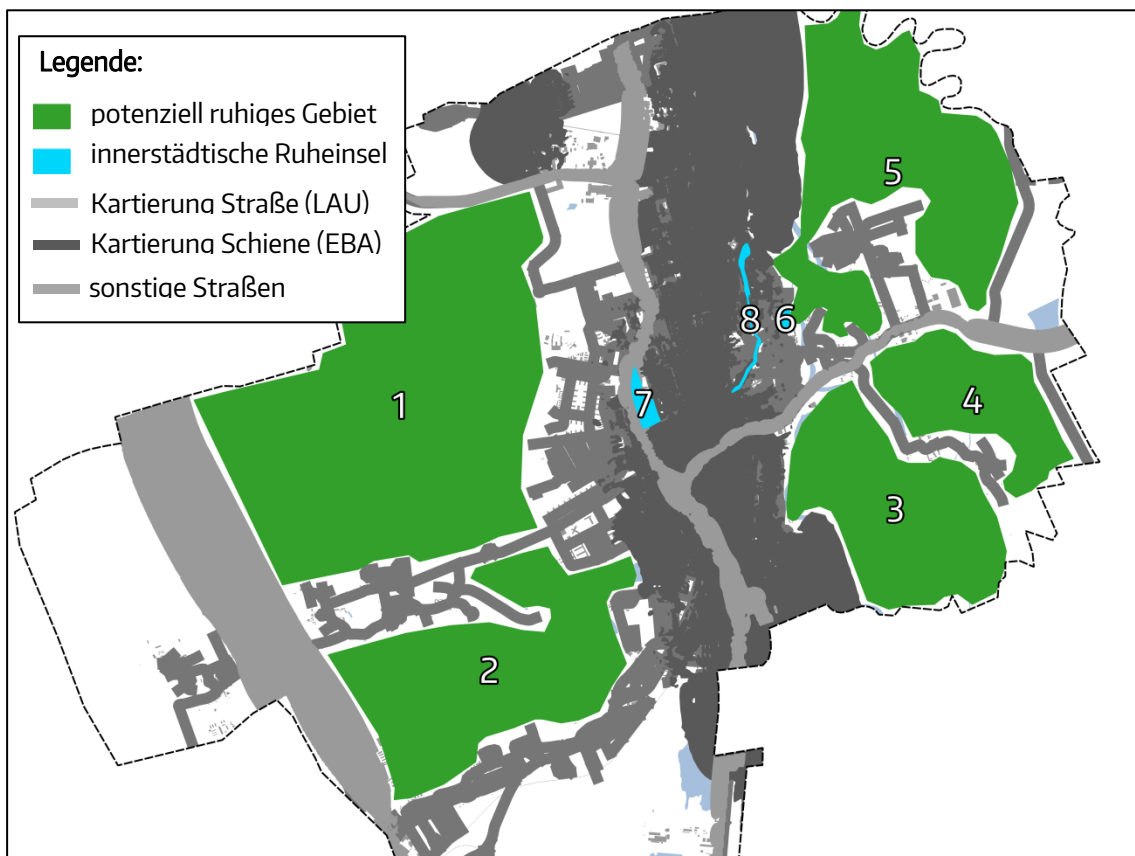 Legende:
potenziell ruhiges Gebiet
innerstädtische Ruheinsel
Kartierung Straße (LAU)
Kartierung Schiene (EBA)
sonstige Straßen
5
8 6
1
7
4
3
2